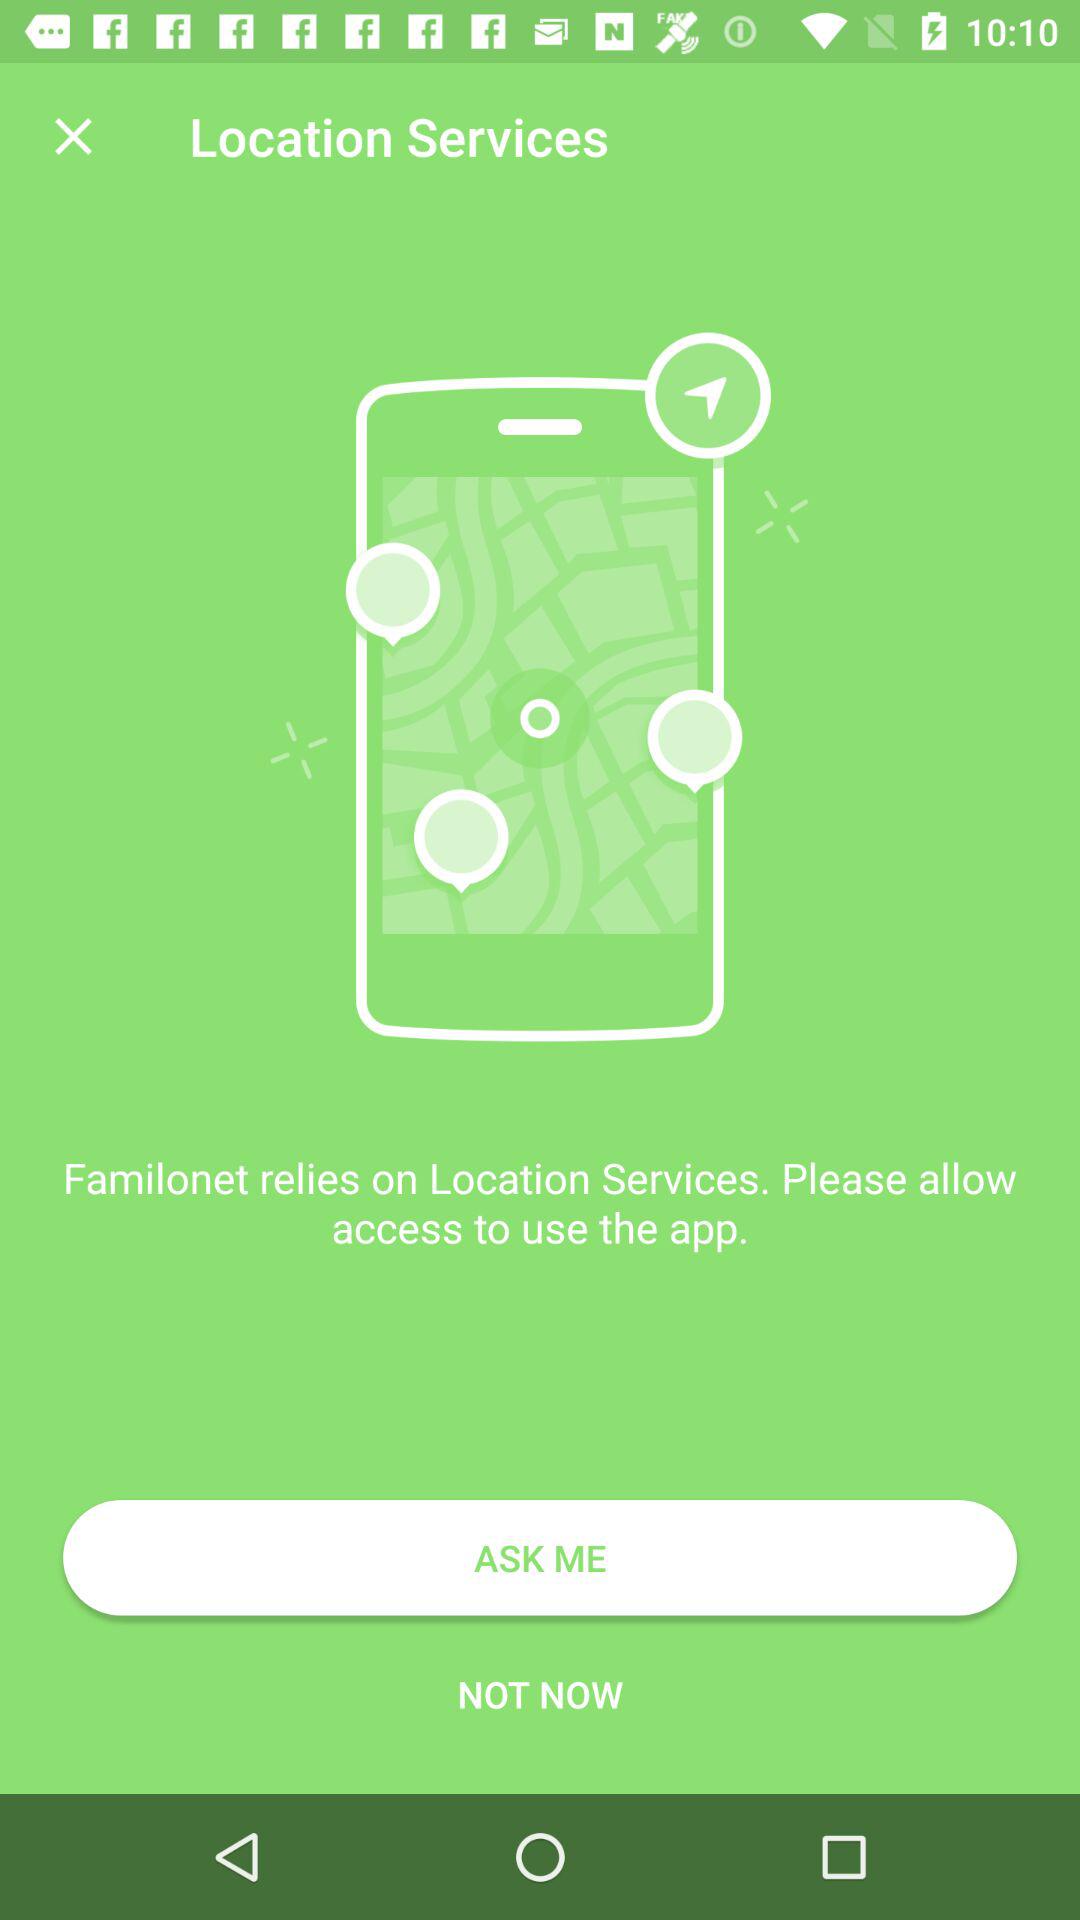 FAKE 10:10
Location Services
Familonet relies on Location Services. Please allow
access to use the app.
ASK ME
NOT NOW